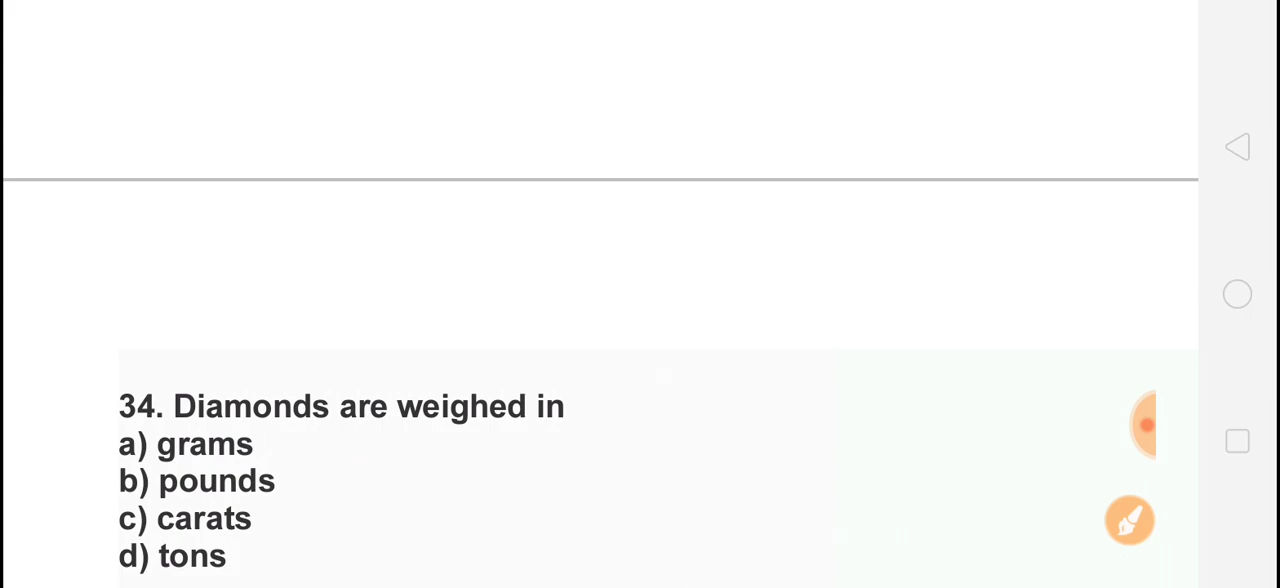 34. Diamonds are weighed in
a) grams
b) pounds
c) carats
d) tons